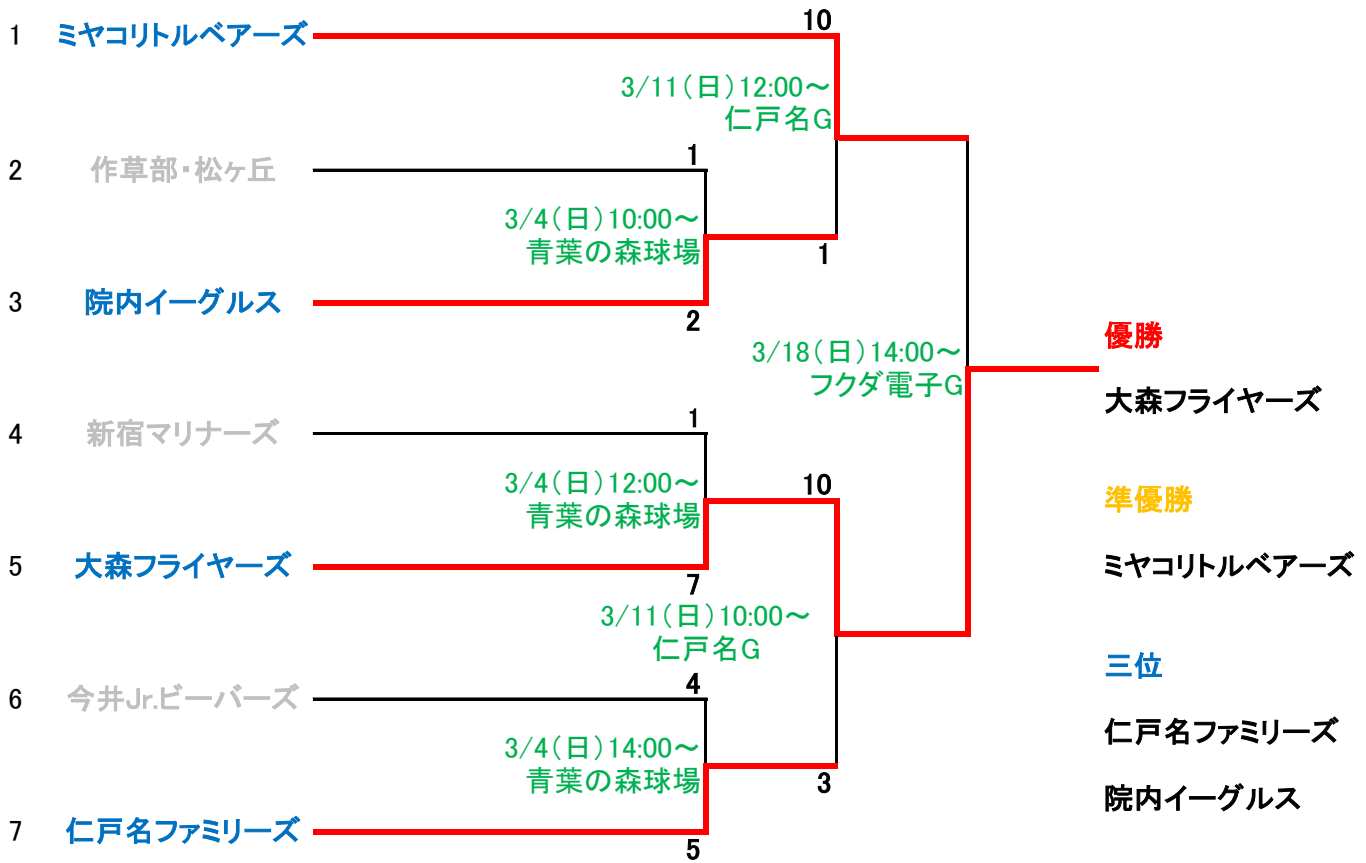 1 ミヤコリトルベアーズ
10
3/11(日)12:00～
仁戸名G
2 作草部・松ヶ丘
1
3/4(日)10:00～
青葉の森球場
1
3 院内イーグルス
2
優勝
3/18(日)14:00～
フクダ電子G
大森フライヤーズ
4 新宿マリナーズ
1
3/4(日)12:00～
青葉の森球場
10
準優勝
5 大森フライヤーズ
7
ミヤコリトルベアーズ
3/11(日)10:00～
仁戸名G
三位
6 今井Jr.ビーバーズ
4
3/4(日)14:00～
青葉の森球場
仁戸名ファミリーズ
3
院内イーグルス
7 仁戸名ファミリーズ
5